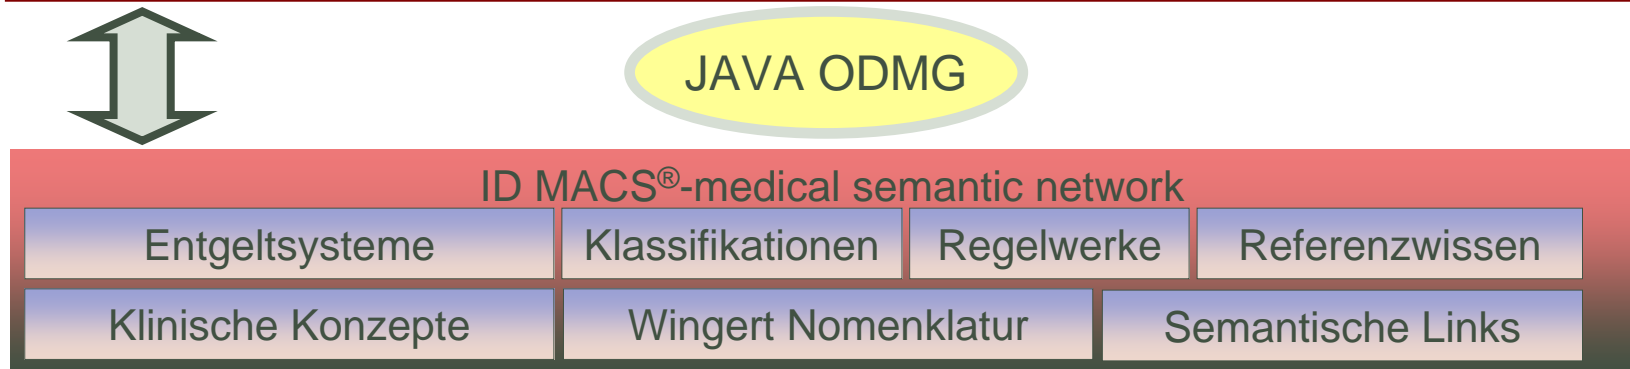 JAVA ODMG
ID MACS®-medical semantic network
Entgeltsysteme
Klassifikationen
Regelwerke
Referenzwissen
Klinische Konzepte
Wingert Nomenklatur
Semantische Links